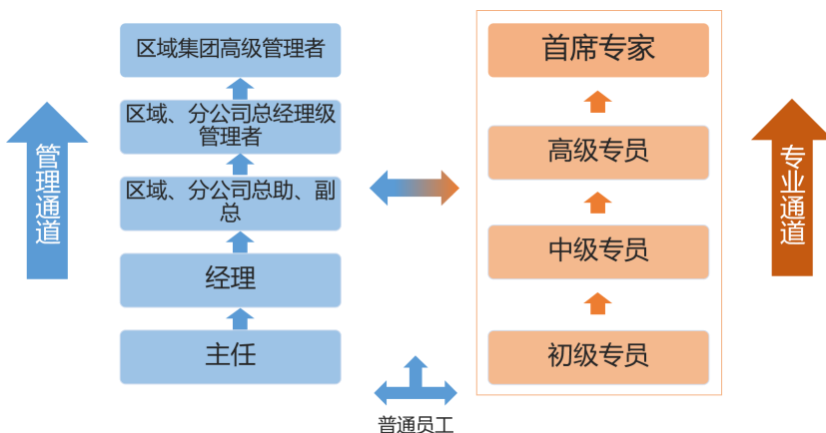 管理通道
区域集团高级管理者
区域、分公司总经理级
管理者
区域、分公司总助、副
总
经理
主任
普通员工
首席专家
高级专员
中级专员
初级专员
专业通道